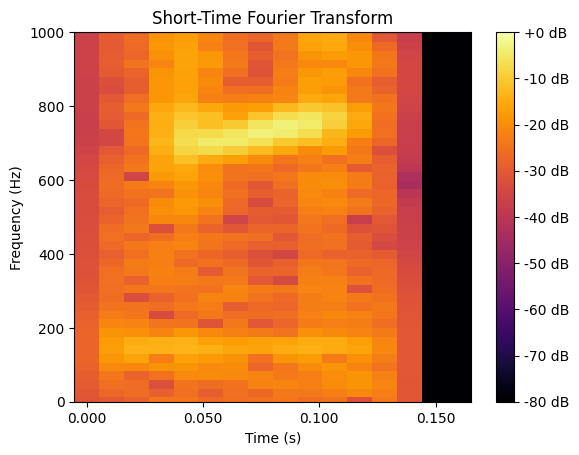 Short-Time Fourier Transform
1000
800
600
400
200
0
Frequency (Hz)
0.000
0.050
0.100
0.150
Time (s)
+0 dB
-10 dB
-20 dB
-30 dB
-40 dB
-50 dB
-60 dB
-70 dB
-80 dB